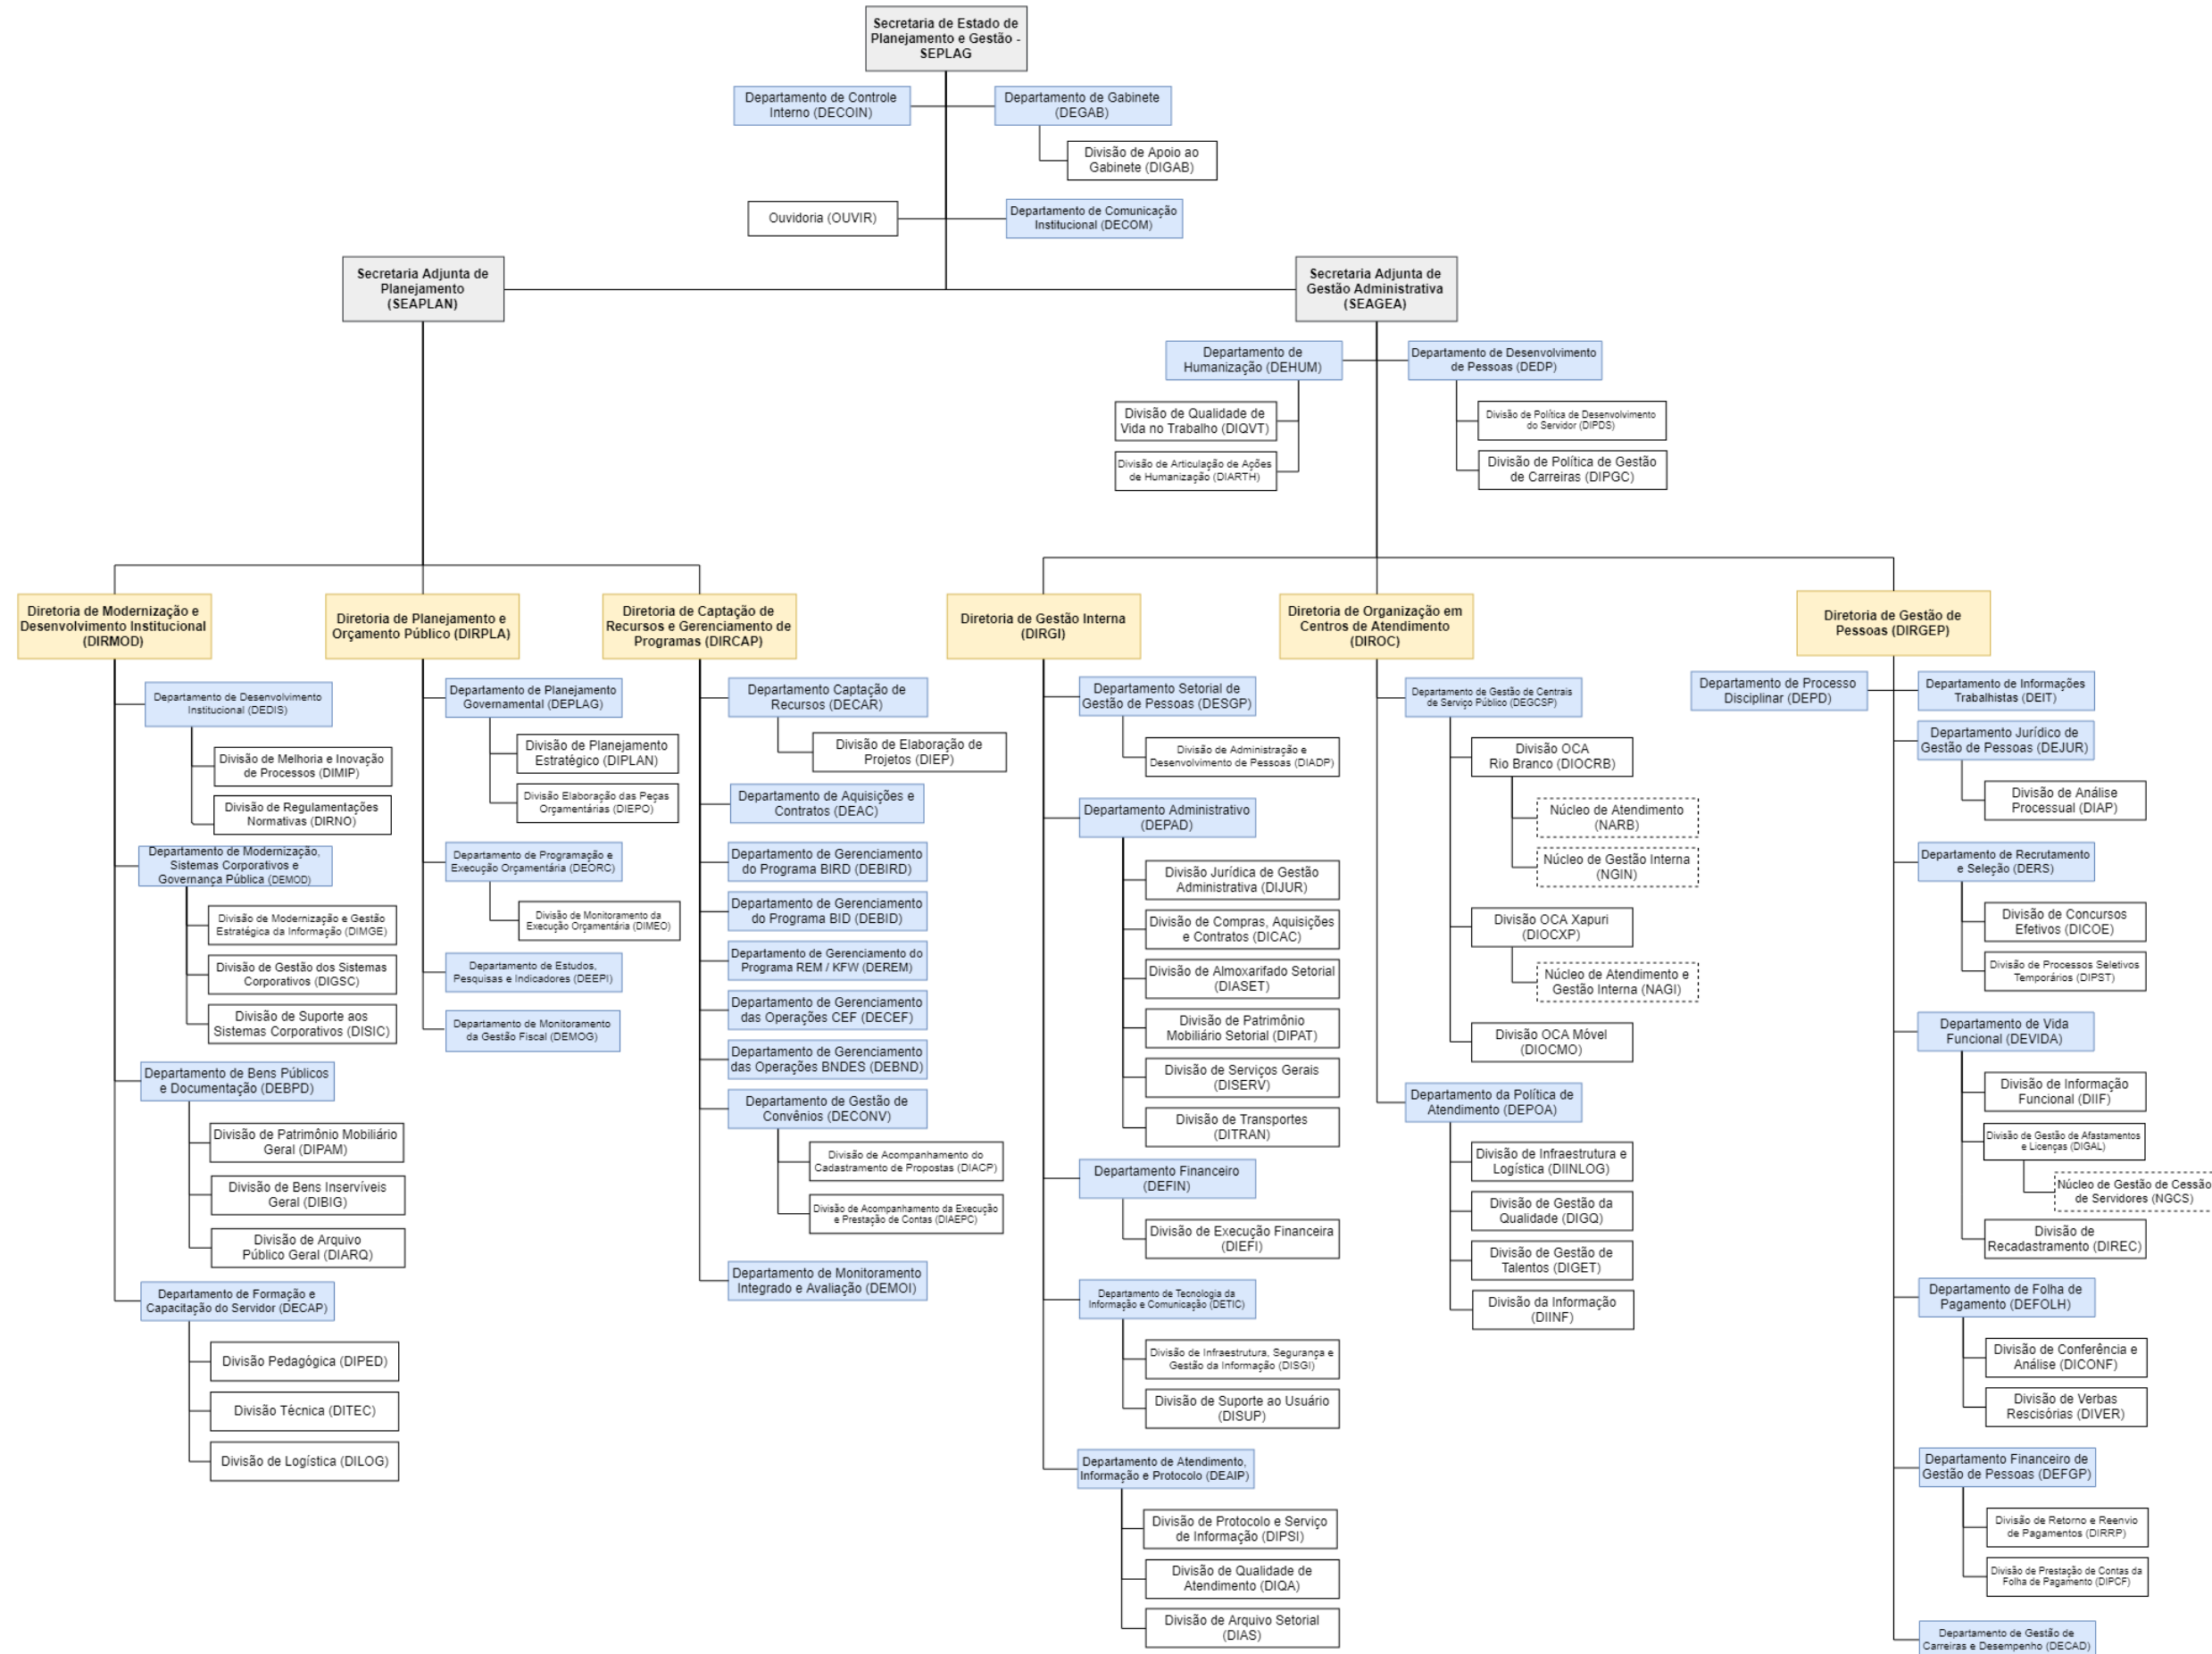 Secretaria de Estado de
Planejamento e Gestão -
SEPLAG
Departamento de Controle
Interno (DECOIN)
Departamento de Gabinete
(DEGAB)
Divisão de Apoio ao
Gabinete (DIGAB)
Ouvidoria (OUVIR)
Departamento de Comunicação
Institucional (DECOM)
Secretaria Adjunta de
Planejamento
(SEAPLAN)
Secretaria Adjunta de
Gestão Administrativa
(SEAGEA)
Departamento de
Humanização (DEHUM)
Divisão de Qualidade de
Vida no Trabalho (DIQVT)
Divisão de Articulação de Ações
de Humanização (DIARTH)
Departamento de Desenvolvimento
de Pessoas (DEDP)
Divisão de Política de Desenvolvimento
do Servidor (DIPDS)
Divisão de Política de Gestão
de Carreiras (DIPGC)
Diretoria de Modernização e
Desenvolvimento Institucional
(DIRMOD)
Departamento de Desenvolvimento
Institucional (DEDIS)
Divisão de Melhoria e Inovação
de Processos (DIMIP)
Divisão de Regulamentações
Normativas (DIRNO)
Departamento de Modernização,
Sistemas Corporativos e
Governança Pública (DEMOD)
Divisão de Modernização e Gestão
Estratégica da Informação (DIMGE)
Divisão de Gestão dos Sistemas
Corporativos (DIGSC)
Divisão de Suporte aos
Sistemas Corporativos (DISIC)
Departamento de Bens Públicos
e Documentação (DEBPD)
Divisão de Patrimônio Mobiliário
Geral (DIPAM)
Divisão de Bens Inservíveis
Geral (DIBIG)
Divisão de Arquivo
Público Geral (DIARQ)
Departamento de Formação e
Capacitação do Servidor (DECAP)
Divisão Pedagógica (DIPED)
Divisão Técnica (DITEC)
Divisão de Logística (DILOG)
Diretoria de Planejamento e
Orçamento Público (DIRPLA)
Departamento de Planejamento
Governamental (DEPLAG)
Divisão de Planejamento
Estratégico (DIPLAN)
Divisão Elaboração das Peças
Orçamentárias (DIEPO)
Departamento de Programação e
Execução Orçamentária (DEORC)
Divisão de Monitoramento da
Execução Orçamentária (DIMEO)
Departamento de Estudos,
Pesquisas e Indicadores (DEEPI)
Departamento de Monitoramento
da Gestão Fiscal (DEMOG)
Diretoria de Captação de
Recursos e Gerenciamento de
Programas (DIRCAP)
Departamento Captação de
Recursos (DECAR)
Divisão de Elaboração de
Projetos (DIEP)
Departamento de Aquisições e
Contratos (DEAC)
Departamento de Gerenciamento
do Programa BIRD (DEBIRD)
Departamento de Gerenciamento
do Programa BID (DEBID)
Departamento de Gerenciamento do
Programa REM / KFW (DEREM)
Departamento de Gerenciamento
das Operações CEF (DECEF)
Departamento de Gerenciamento
das Operações BNDES (DEBND)
Departamento de Gestão de
Convênios (DECONV)
Divisão de Acompanhamento do
Cadastramento de Propostas (DIACP)
Divisão de Acompanhamento da Execução
e Prestação de Contas (DIAEPC)
Departamento de Monitoramento
Integrado e Avaliação (DEMOI)
Diretoria de Gestão Interna
(DIRGI)
Departamento Setorial de
Gestão de Pessoas (DESGP)
Divisão de Administração e
Desenvolvimento de Pessoas (DIADP)
Departamento Administrativo
(DEPAD)
Divisão Jurídica de Gestão
Administrativa (DIJUR)
Divisão de Compras, Aquisições
e Contratos (DICAC)
Divisão de Almoxarifado Setorial
(DIASET)
Divisão de Patrimônio
Mobiliário Setorial (DIPAT)
Divisão de Serviços Gerais
(DISERV)
Divisão de Transportes
(DITRAN)
Departamento Financeiro
(DEFIN)
Divisão de Execução Financeira
(DIEFI)
Departamento de Tecnologia da
Informação e Comunicação (DETIC)
Divisão de Infraestrutura, Segurança e
Gestão da Informação (DISGI)
Divisão de Suporte ao Usuário
(DISUP)
Departamento de Atendimento,
Informação e Protocolo (DEAIP)
Divisão de Protocolo e Serviço
de Informação (DIPSI)
Divisão de Qualidade de
Atendimento (DIQA)
Divisão de Arquivo Setorial
(DIAS)
Diretoria de Organização em
Centros de Atendimento
(DIROC)
Departamento de Gestão de Centrais
de Serviço Público (DEGCSP)
Divisão OCA
Rio Branco (DIOCRB)
Núcleo de Atendimento
(NARB)
Núcleo de Gestão Interna
(NGIN)
Divisão OCA Xapuri
(DIOCXP)
Núcleo de Atendimento e
Gestão Interna (NAGI)
Divisão OCA Móvel
(DIOCMO)
Departamento da Política de
Atendimento (DEPOA)
Divisão de Infraestrutura e
Logística (DIINLOG)
Divisão de Gestão da
Qualidade (DIGQ)
Divisão de Gestão de
Talentos (DIGET)
Divisão da Informação
(DIINF)
Diretoria de Gestão de
Pessoas (DIRGEP)
Departamento de Processo
Disciplinar (DEPD)
Departamento de Informações
Trabalhistas (DEIT)
Departamento Jurídico de
Gestão de Pessoas (DEJUR)
Divisão de Análise
Processual (DIAP)
Departamento de Recrutamento
e Seleção (DERS)
Divisão de Concursos
Efetivos (DICOE)
Divisão de Processos Seletivos
Temporários (DIPST)
Departamento de Vida
Funcional (DEVIDA)
Divisão de Informação
Funcional (DIIF)
Divisão de Gestão de Afastamentos
e Licenças (DIGAL)
Núcleo de Gestão de Cessão
de Servidores (NGCS)
Divisão de
Recadastramento (DIREC)
Departamento de Folha de
Pagamento (DEFOLH)
Divisão de Conferência e
Análise (DICONF)
Divisão de Verbas
Rescisórias (DIVER)
Departamento Financeiro de
Gestão de Pessoas (DEFGP)
Divisão de Retorno e Reenvio
de Pagamentos (DIRRP)
Divisão de Prestação de Contas da
Folha de Pagamento (DIPCF)
Departamento de Gestão de
Carreiras e Desempenho (DECAD)